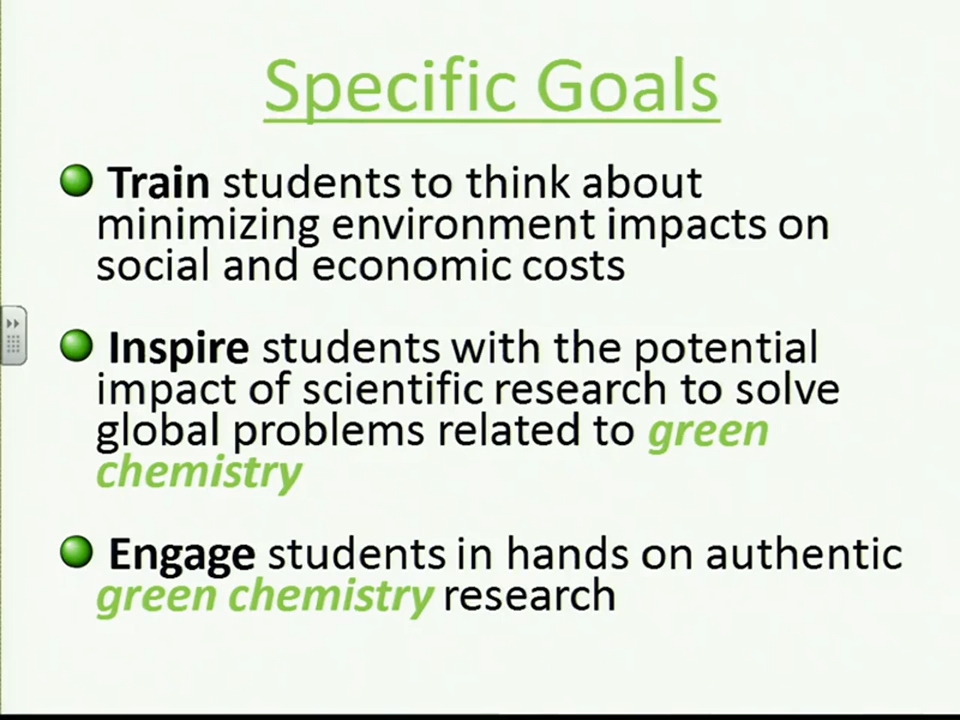 Specific Goals
Train students to think about
minimizing environment impacts on
social and economic costs
Inspire students with the potential
impact of scientific research to solve
global problems related to green
chemistry
Engage students in hands on authentic
green chemistry research